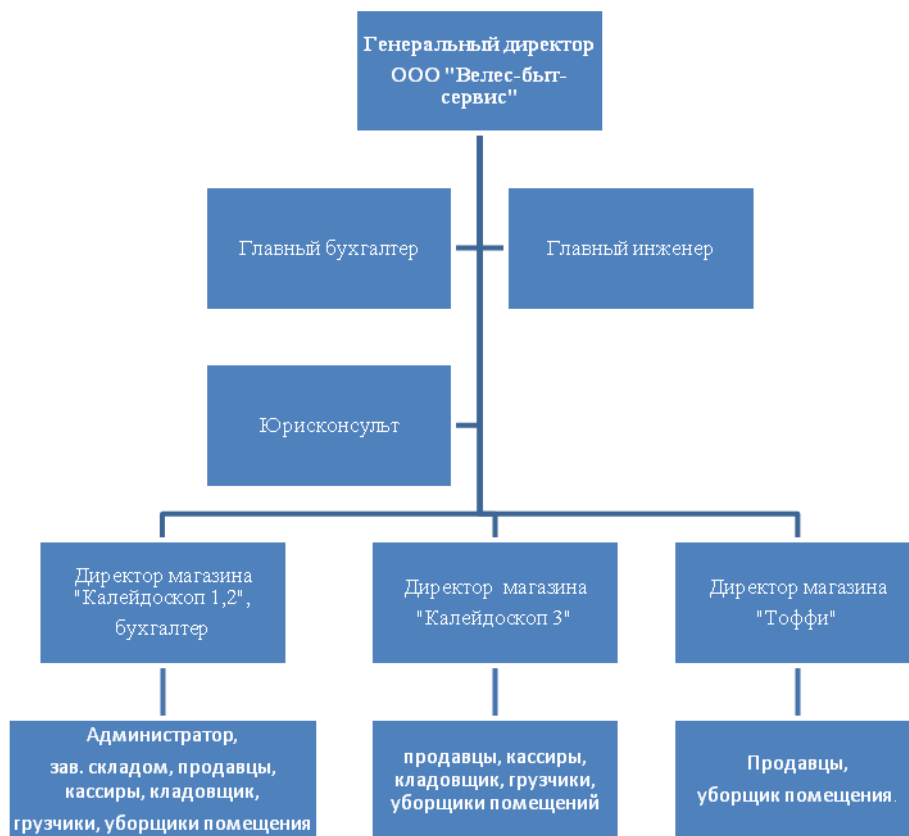 Генеральный директор
ООО "Велес-быт-
сервис"
Главный бухгалтер
Главный инженер
Юрисконсульт
Директор магазина
"Калейдоскоп 1,2",
бухгалтер
Директор магазина
"Калейдоскоп 3"
Директор магазина
"Тоффи"
Администратор,
зав. складом, продавцы,
кассиры, кладовщик,
грузчики, уборщики помещения
продавцы, кассиры,
кладовщик, грузчики,
уборщики помещений
Продавцы,
уборщик помещения.